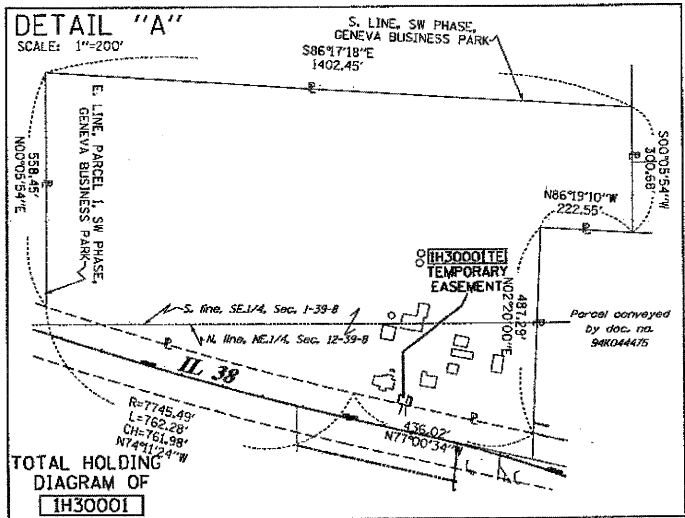 DETAIL "A"
SCALE: 1"=200'
S. LINE, SW PHASE,
GENEVA BUSINESS PARK
S86°17'18"E
1402.45'
E. LINE, PARCEL 1, SW PHASE,
GENEVA BUSINESS PARK
558.45'
N00°05'54"E
S00°05'54"W
300.68'
N86°19'10"W
222.55'
1H30001TE
TEMPORARY
EASEMENT
487.29'
N02°20'00"E
S. line, SE.1/4, Sec. 1-39-8
N. line, NE.1/4, Sec. 12-39-8
Parcel conveyed
by doc. no.
94K044475
IL 38
R=7745.49'
L=762.28'
CH=761.98'
N74°11'24"W
436.07'
N77°00'34"W
TOTAL HOLDING
DIAGRAM OF
1H30001